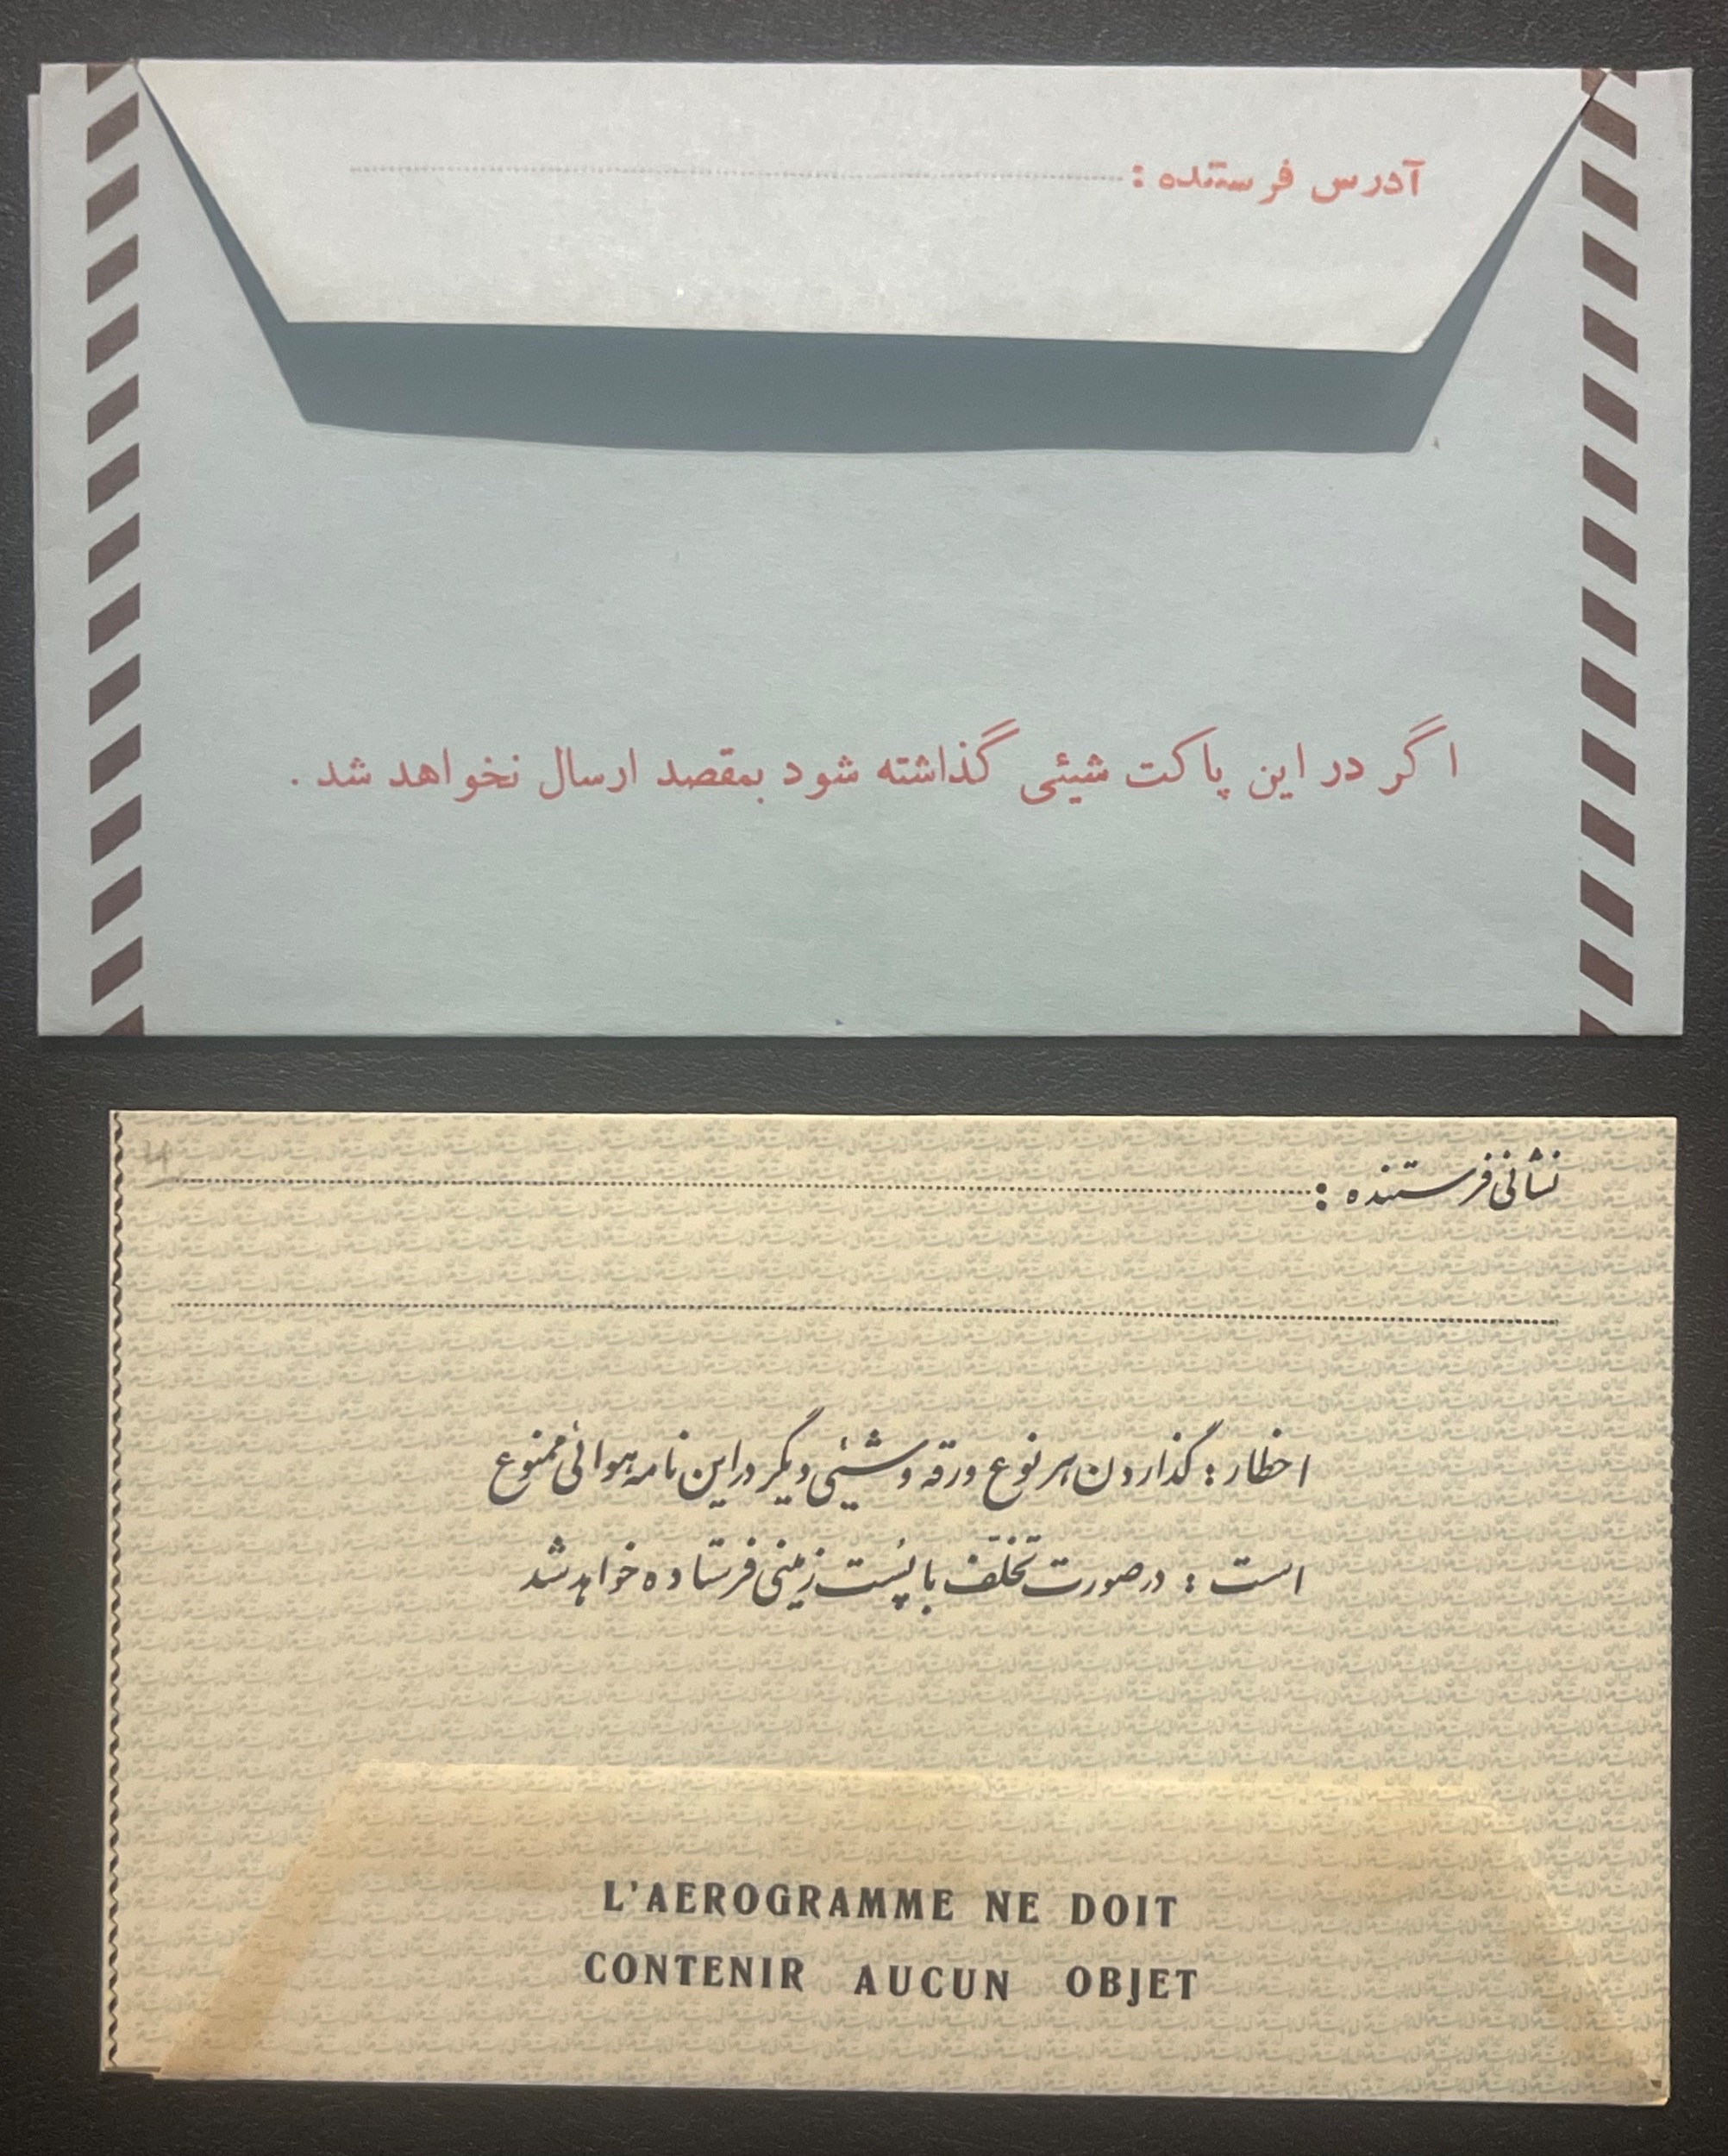 آدرس فرستنده :
اگر در این پاکت شیئی گذاشته شود بمقصد ارسال نخواهد شد .
نشانی فرستنده :
اخطار : گذاردن هر نوع ورقه و شیئی دیگر در این نامه هوائی ممنوع
است : در صورت تخلف با پست زمینی فرستاده خواهد شد
L'AEROGRAMME NE DOIT
CONTENIR AUCUN OBJET